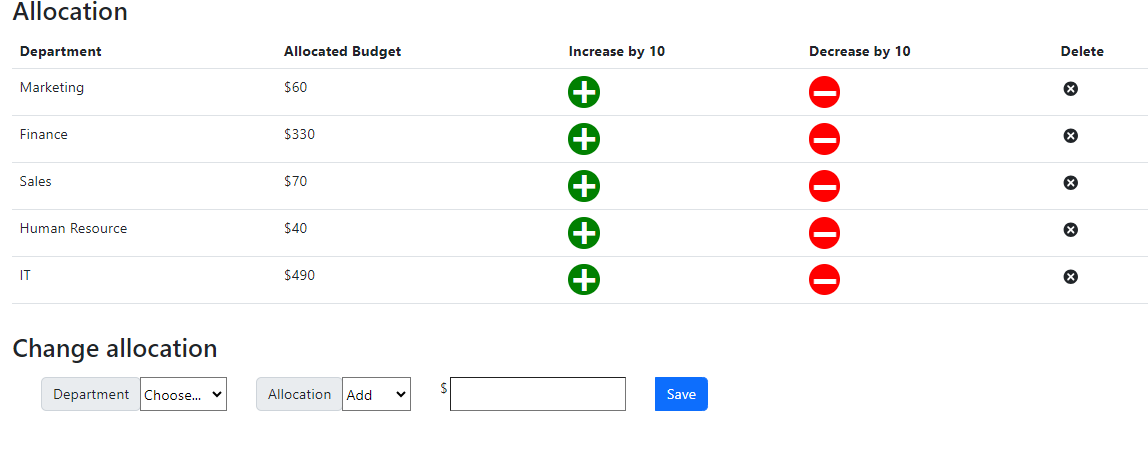 Allocation
Department Allocated Budget Increase by 10 Decrease by 10 Delete
Marketing $60
Finance $330
Sales $70
Human Resource $40
IT $490
Change allocation
Department Choose... Allocation Add $ Save